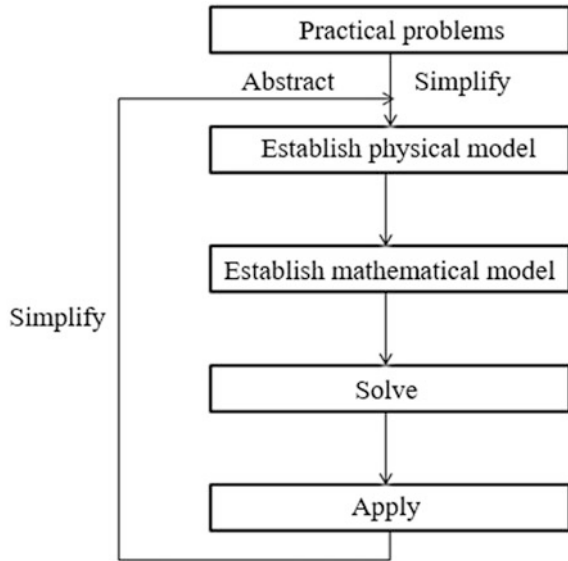 Practical problems
Abstract
Simplify
Establish physical model
Establish mathematical model
Simplify
Solve
Apply